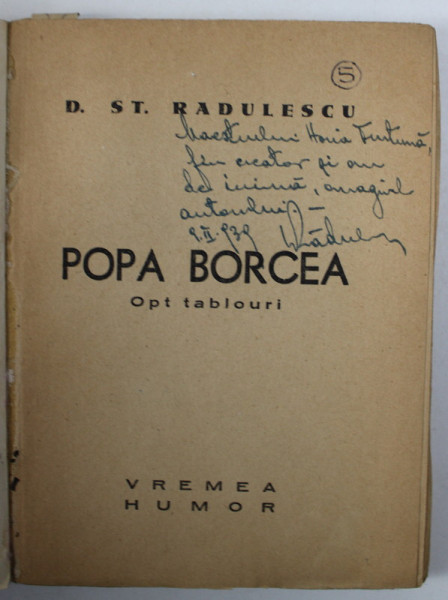 5
D. ST. RADULESCU
Maestrului Horia Furtună,
fin creator și om
de inimă, omagiul
autorului —
9.II.939
POPA BORCEA
Opt tablouri
VREMEA
HUMOR